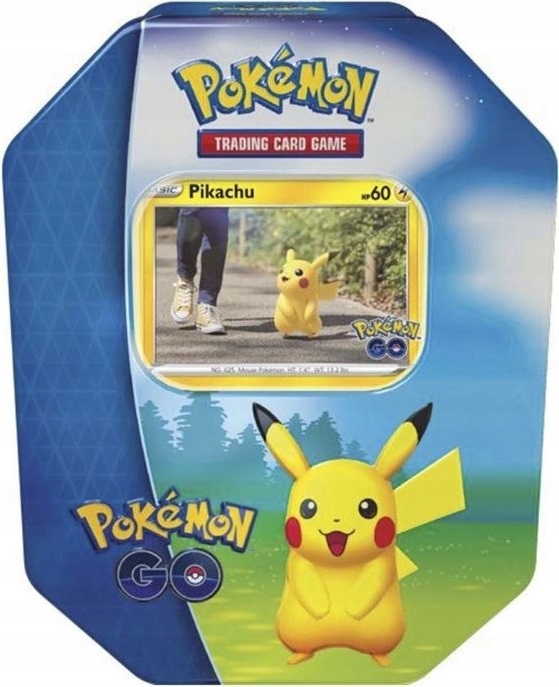 POKéMON
TRADING CARD GAME
BASIC Pikachu HP60
POKéMON
GO
NO. 025 Mouse Pokémon HT: 1'4" WT: 13.2 lbs
POKéMON
GO